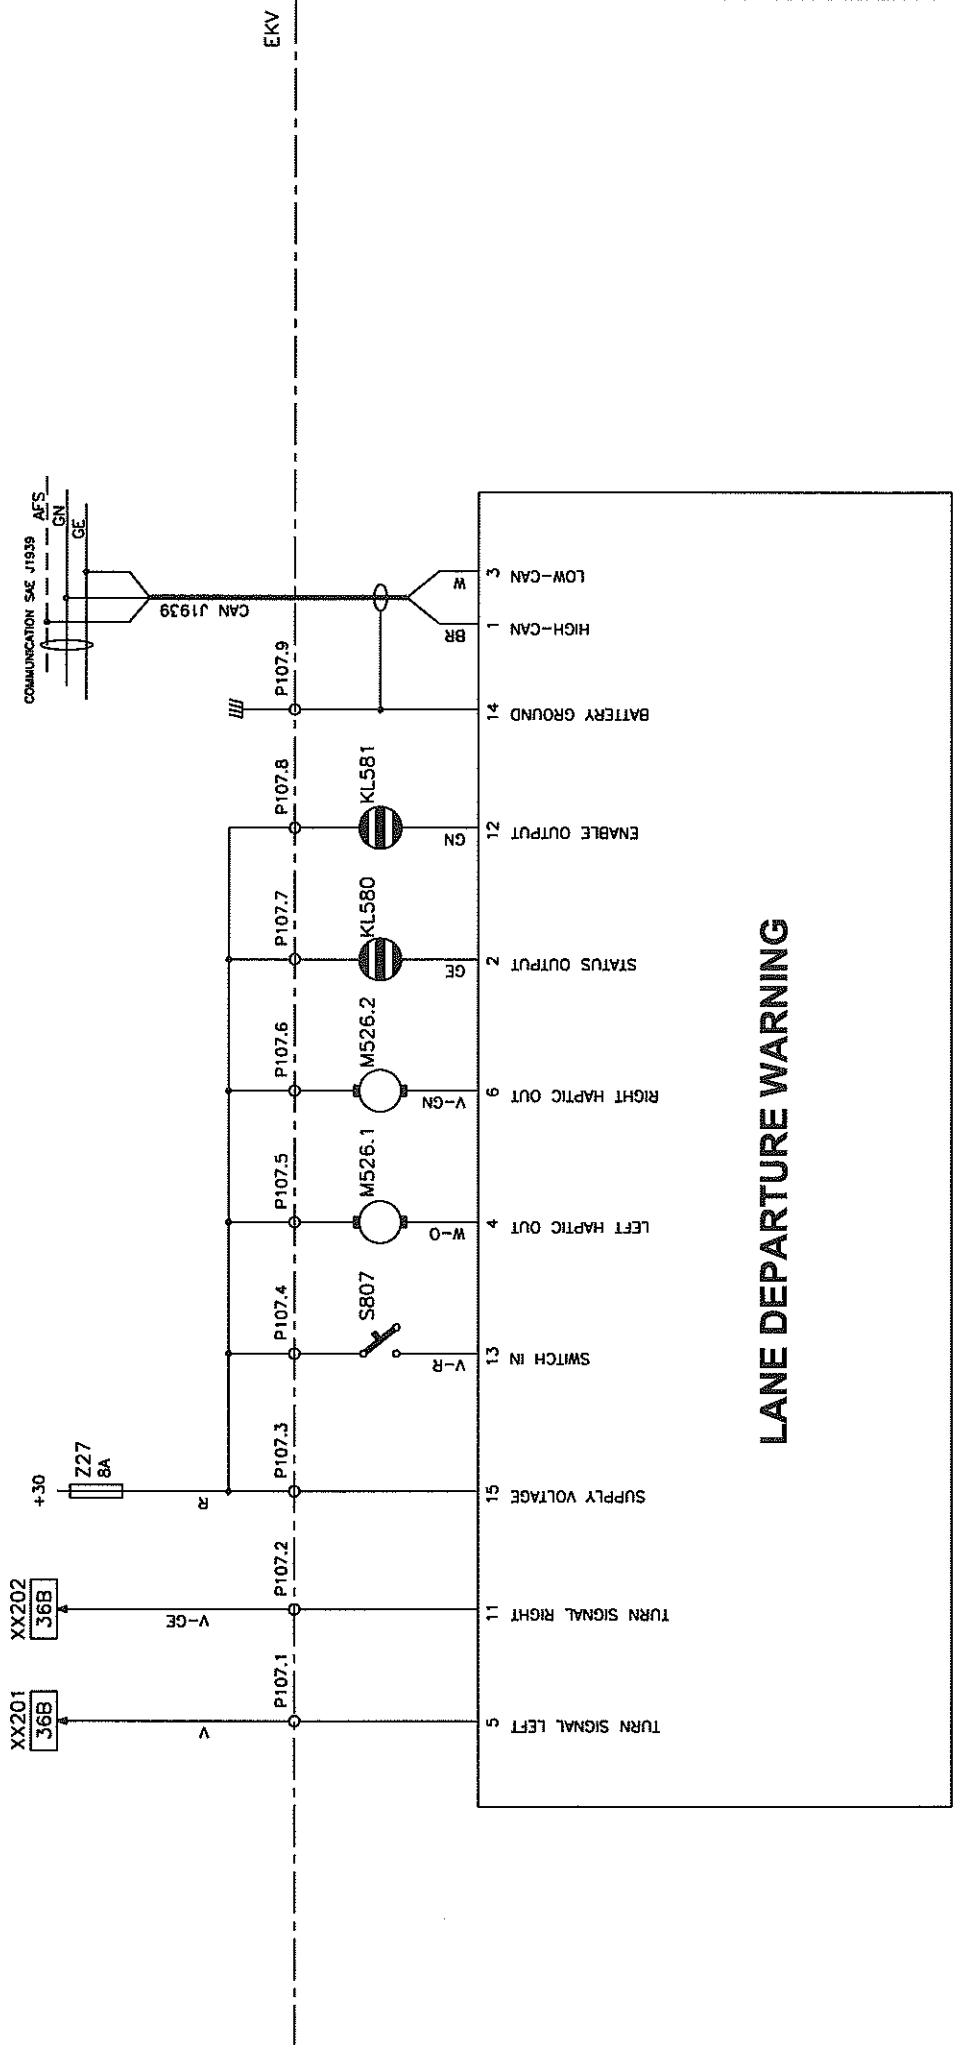 EKV
COMMUNICATION SAE J1939
AFS
GN
GE
CAN J1939
XX201
36B
XX202
36B
+30
Z27
8A
V
V-GE
R
P107.1
P107.2
P107.3
P107.4
P107.5
P107.6
P107.7
P107.8
P107.9
S807
M526.1
M526.2
KL580
KL581
V-R
W-O
V-GN
GE
GN
BR
W
5
11
15
13
4
6
2
12
14
1
3
TURN SIGNAL LEFT
TURN SIGNAL RIGHT
SUPPLY VOLTAGE
SWITCH IN
LEFT HAPTIC OUT
RIGHT HAPTIC OUT
STATUS OUTPUT
ENABLE OUTPUT
BATTERY GROUND
HIGH-CAN
LOW-CAN
LANE DEPARTURE WARNING